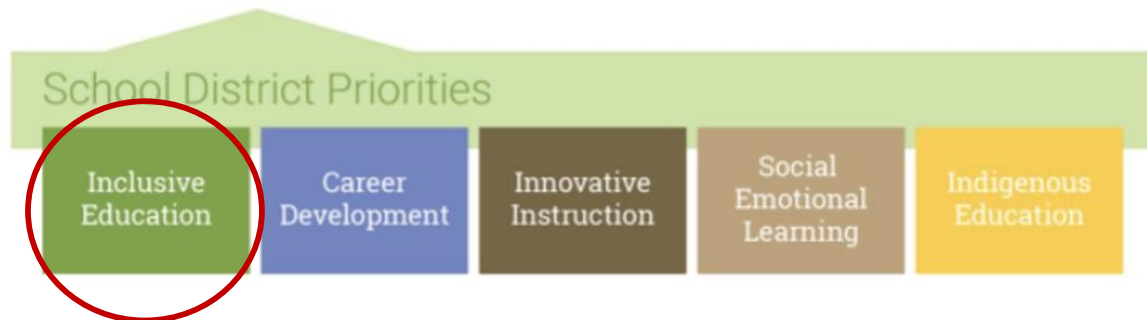 School District Priorities
Inclusive
Education
Career
Development
Innovative
Instruction
Social
Emotional
Learning
Indigenous
Education